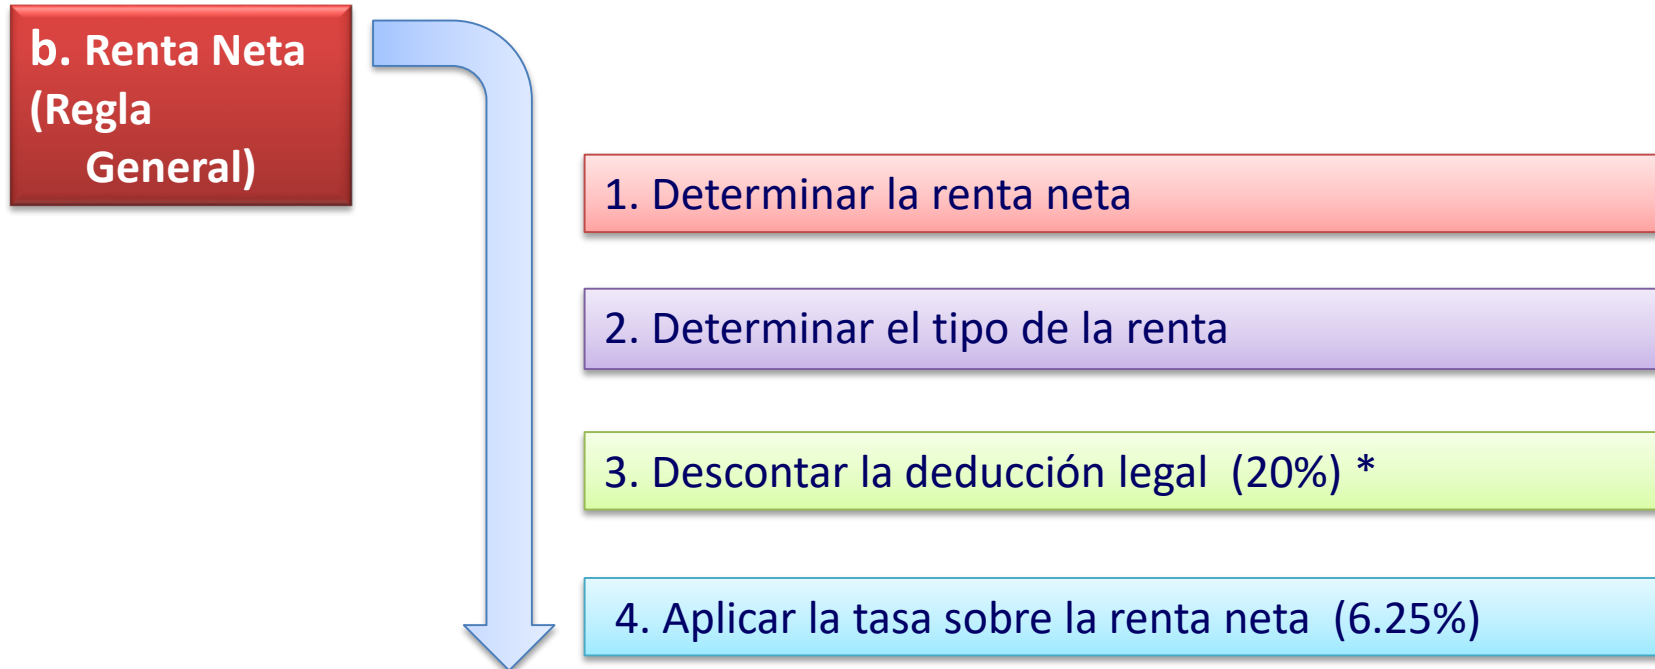 b. Renta Neta
(Regla
General)
1. Determinar la renta neta
2. Determinar el tipo de la renta
3. Descontar la deducción legal (20%) *
4. Aplicar la tasa sobre la renta neta (6.25%)